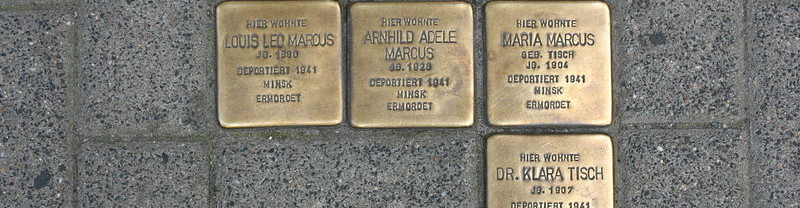 HIER WOHNTE
LOUIS LEO MARCUS
JG. 1890
DEPORTIERT 1941
MINSK
ERMORDET
HIER WOHNTE
ARNHILD ADELE
MARCUS
JG. 1929
DEPORTIERT 1941
MINSK
ERMORDET
HIER WOHNTE
MARIA MARCUS
GEB. TISCH
JG. 1904
DEPORTIERT 1941
MINSK
ERMORDET
HIER WOHNTE
DR. KLARA TISCH
JG. 1907
DEPORTIERT 1941